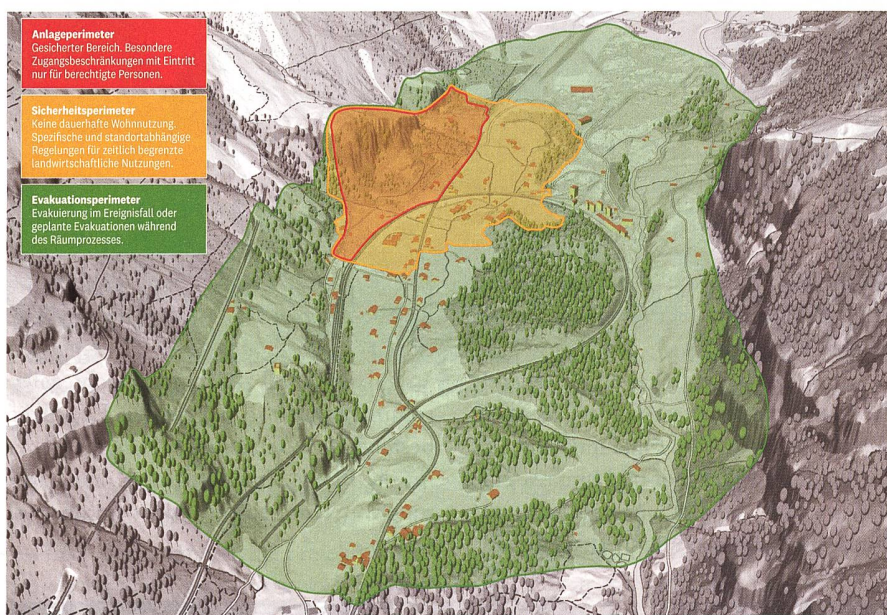 Anlageperimeter
Gesicherter Bereich. Besondere
Zugangsbeschränkungen mit Eintritt
nur für berechtigte Personen.
Sicherheitsperimeter
Keine dauerhafte Wohnnutzung.
Spezifische und standortabhängige
Regelungen für zeitlich begrenzte
landwirtschaftliche Nutzungen.
Evakuationsperimeter
Evakuierung im Ereignisfall oder
geplante Evakuationen während
des Räumprozesses.